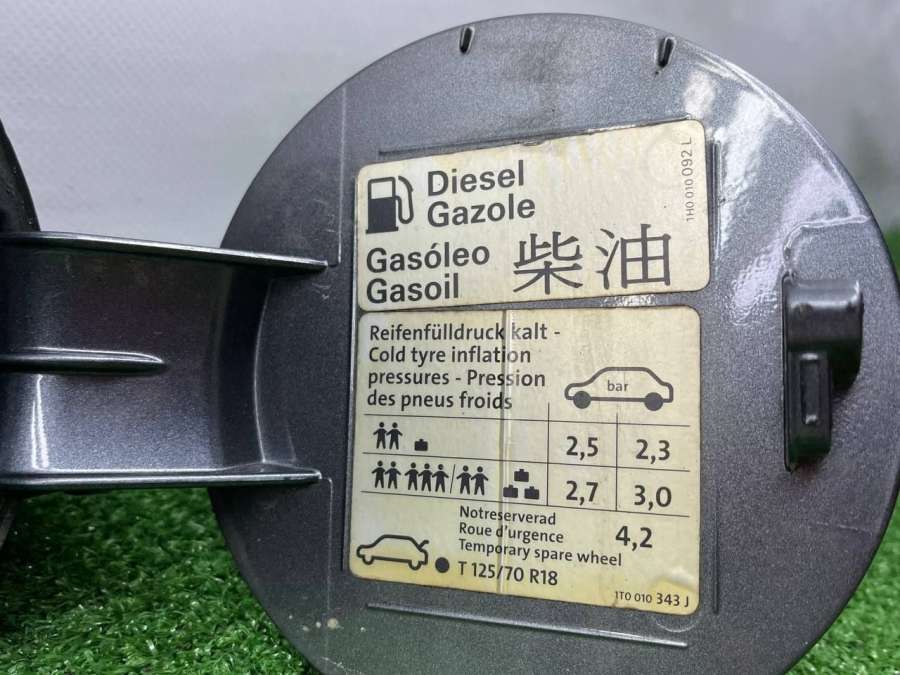 Diesel
Gazole
Gasóleo
Gasoil
柴油
1H0 010 092 L
Reifenfülldruck kalt -
Cold tyre inflation
pressures - Pression
des pneus froids
bar
2,5 2,3
2,7 3,0
Notreserverad
Roue d'urgence
Temporary spare wheel
4,2
T 125/70 R18
1T0 010 343 J